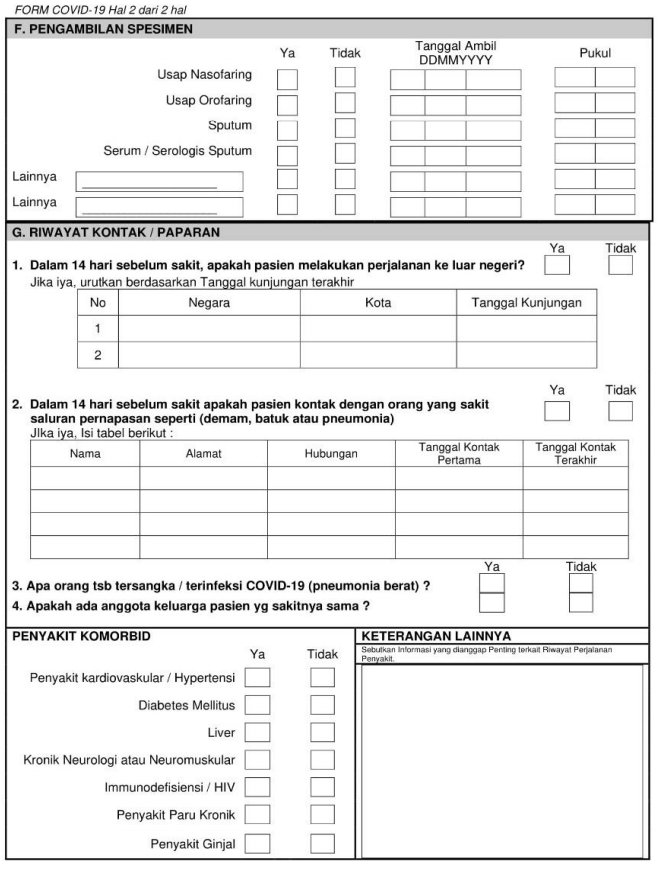 FORM COVID-19 Hal 2 dari 2 hal
F. PENGAMBILAN SPESIMEN
Ya Tidak Tanggal Ambil DDMMYYYY Pukul
Usap Nasofaring
Usap Orofaring
Sputum
Serum / Serologis Sputum
Lainnya
Lainnya
G. RIWAYAT KONTAK / PAPARAN
Ya Tidak
1. Dalam 14 hari sebelum sakit, apakah pasien melakukan perjalanan ke luar negeri?
Jika iya, urutkan berdasarkan Tanggal kunjungan terakhir
No Negara Kota Tanggal Kunjungan
1
2
Ya Tidak
2. Dalam 14 hari sebelum sakit apakah pasien kontak dengan orang yang sakit
saluran pernapasan seperti (demam, batuk atau pneumonia)
JIka iya, Isi tabel berikut :
Nama Alamat Hubungan Tanggal Kontak Pertama Tanggal Kontak Terakhir
Ya Tidak
3. Apa orang tsb tersangka / terinfeksi COVID-19 (pneumonia berat) ?
4. Apakah ada anggota keluarga pasien yg sakitnya sama ?
PENYAKIT KOMORBID
Ya Tidak
Penyakit kardiovaskular / Hypertensi
Diabetes Mellitus
Liver
Kronik Neurologi atau Neuromuskular
Immunodefisiensi / HIV
Penyakit Paru Kronik
Penyakit Ginjal
KETERANGAN LAINNYA
Sebutkan Informasi yang dianggap Penting terkait Riwayat Perjalanan
Penyakit.